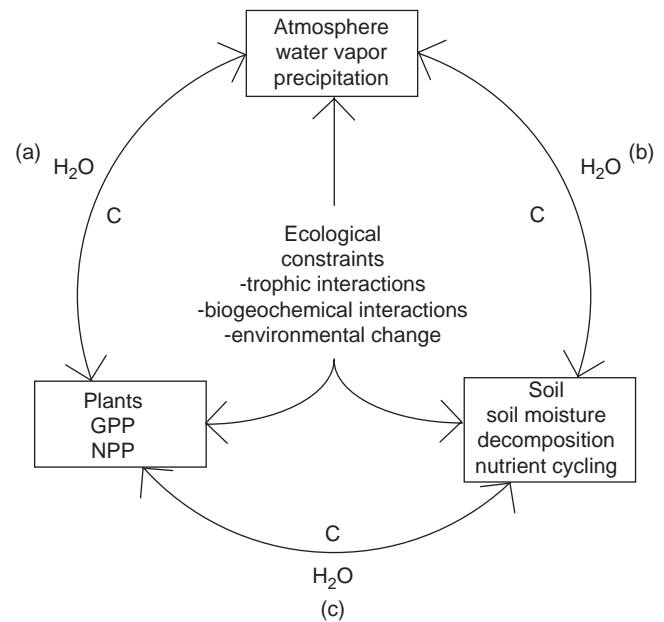 Atmosphere
water vapor
precipitation
(a)
H₂O
C
H₂O
(b)
C
Ecological
constraints
-trophic interactions
-biogeochemical interactions
-environmental change
Plants
GPP
NPP
Soil
soil moisture
decomposition
nutrient cycling
C
H₂O
(c)